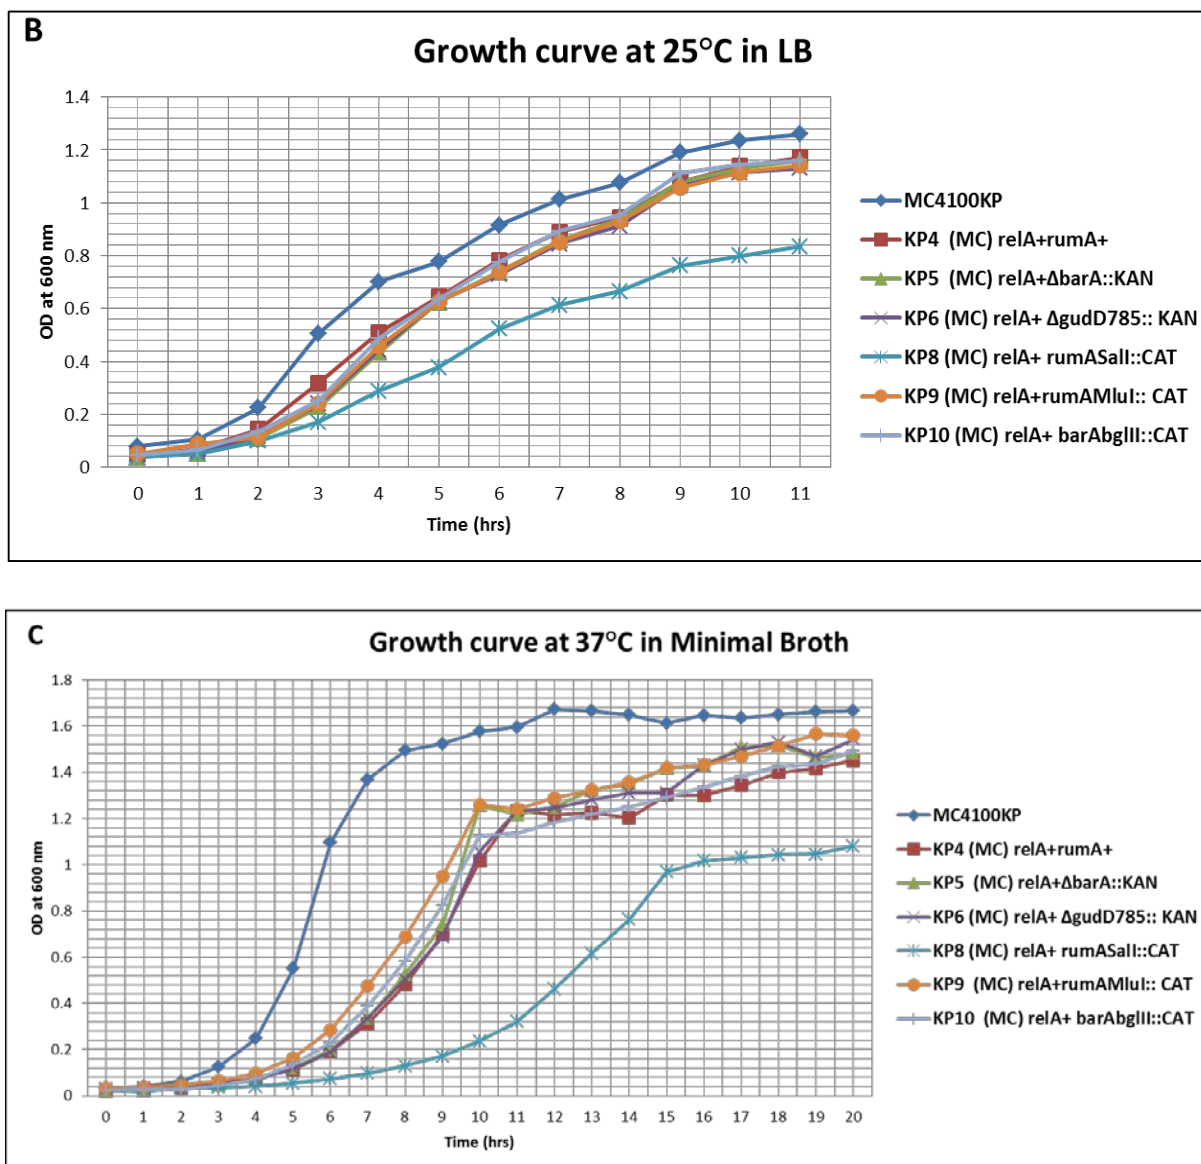 B
Growth curve at 25°C in LB
1.4
1.2
1
0.8
0.6
0.4
0.2
0
OD at 600 nm
0 1 2 3 4 5 6 7 8 9 10 11
Time (hrs)
MC4100KP
KP4 (MC) relA+rumA+
KP5 (MC) relA+ΔbarA::KAN
KP6 (MC) relA+ ΔgudD785:: KAN
KP8 (MC) relA+ rumASalI::CAT
KP9 (MC) relA+rumAMluI:: CAT
KP10 (MC) relA+ barAbglII::CAT
C
Growth curve at 37°C in Minimal Broth
1.8
1.6
1.4
1.2
1
0.8
0.6
0.4
0.2
0
OD at 600 nm
0 1 2 3 4 5 6 7 8 9 10 11 12 13 14 15 16 17 18 19 20
Time (hrs)
MC4100KP
KP4 (MC) relA+rumA+
KP5 (MC) relA+ΔbarA::KAN
KP6 (MC) relA+ ΔgudD785:: KAN
KP8 (MC) relA+ rumASalI::CAT
KP9 (MC) relA+rumAMluI:: CAT
KP10 (MC) relA+ barAbglII::CAT